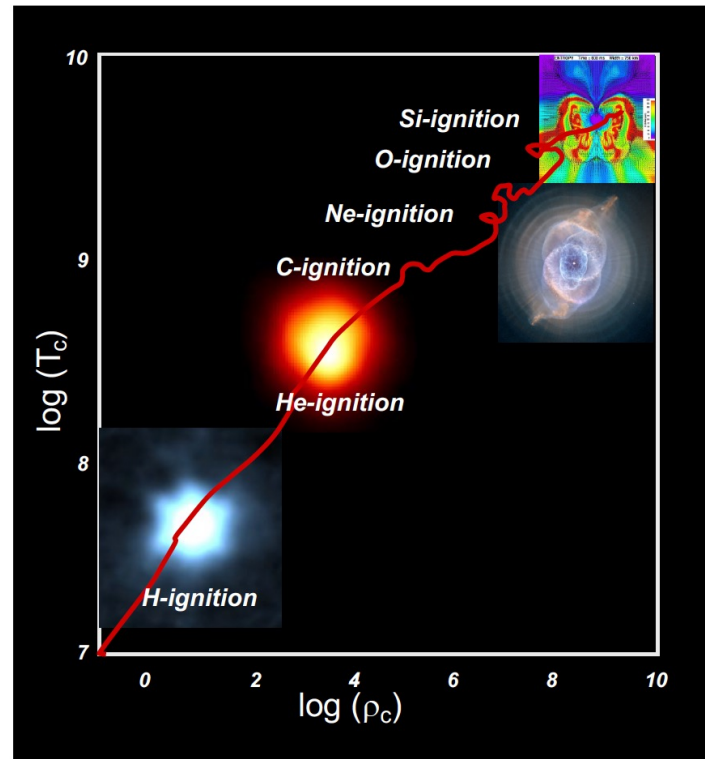 10
Si-ignition
O-ignition
Ne-ignition
9
C-ignition
log (Tc)
He-ignition
8
H-ignition
7
0 2 4 6 8 10
log (ρc)